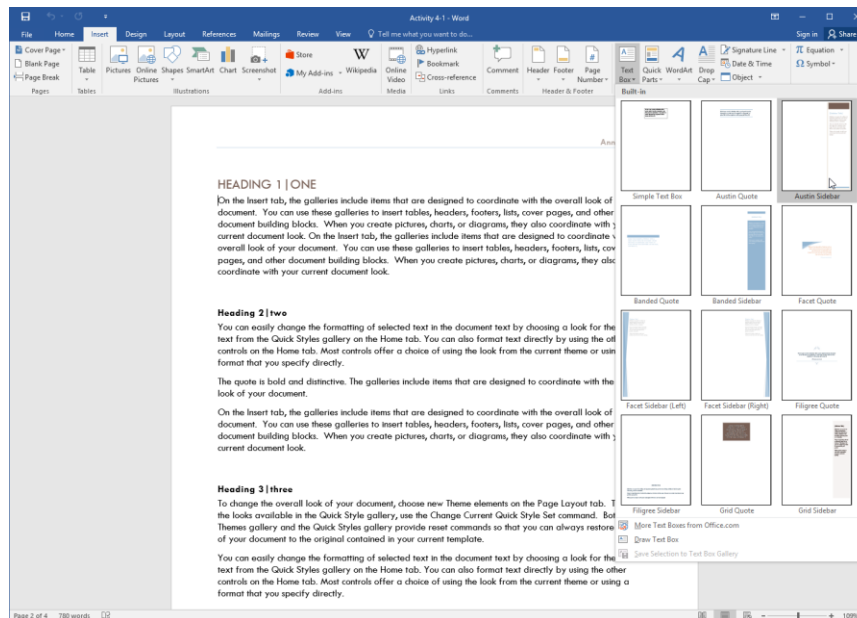 Activity 4-1 - Word
File Home Insert Design Layout References Mailings Review View Tell me what you want to do... Sign in Share
Cover Page
Blank Page
Page Break
Pages
Table
Tables
Pictures Online Pictures Shapes SmartArt Chart Screenshot
Illustrations
Store
My Add-ins
W Wikipedia
Add-ins
Online Video
Media
Hyperlink
Bookmark
Cross-reference
Links
Comment
Comments
Header Footer Page Number
Header & Footer
Text Box Quick Parts WordArt Drop Cap
Signature Line
Date & Time
Object
π Equation
Ω Symbol
Built-in
Simple Text Box Austin Quote Austin Sidebar
Banded Quote Banded Sidebar Facet Quote
Facet Sidebar (Left) Facet Sidebar (Right) Filigree Quote
Filigree Sidebar Grid Quote Grid Sidebar
More Text Boxes from Office.com
Draw Text Box
Save Selection to Text Box Gallery
Ann
HEADING 1|ONE
On the Insert tab, the galleries include items that are designed to coordinate with the overall look of
document. You can use these galleries to insert tables, headers, footers, lists, cover pages, and other
document building blocks. When you create pictures, charts, or diagrams, they also coordinate with
current document look. On the Insert tab, the galleries include items that are designed to coordinate
overall look of your document. You can use these galleries to insert tables, headers, footers, lists, cov
pages, and other document building blocks. When you create pictures, charts, or diagrams, they also
coordinate with your current document look.
Heading 2|two
You can easily change the formatting of selected text in the document text by choosing a look for the
text from the Quick Styles gallery on the Home tab. You can also format text directly by using the oth
controls on the Home tab. Most controls offer a choice of using the look from the current theme or usin
format that you specify directly.
The quote is bold and distinctive. The galleries include items that are designed to coordinate with the
look of your document.
On the Insert tab, the galleries include items that are designed to coordinate with the overall look of
document. You can use these galleries to insert tables, headers, footers, lists, cover pages, and other
document building blocks. When you create pictures, charts, or diagrams, they also coordinate with
current document look.
Heading 3|three
To change the overall look of your document, choose new Theme elements on the Page Layout tab. T
the looks available in the Quick Style gallery, use the Change Current Quick Style Set command. Bot
Themes gallery and the Quick Styles gallery provide reset commands so that you can always restore
of your document to the original contained in your current template.
You can easily change the formatting of selected text in the document text by choosing a look for the
text from the Quick Styles gallery on the Home tab. You can also format text directly by using the other
controls on the Home tab. Most controls offer a choice of using the look from the current theme or using a
format that you specify directly.
Page 2 of 4 780 words 109%